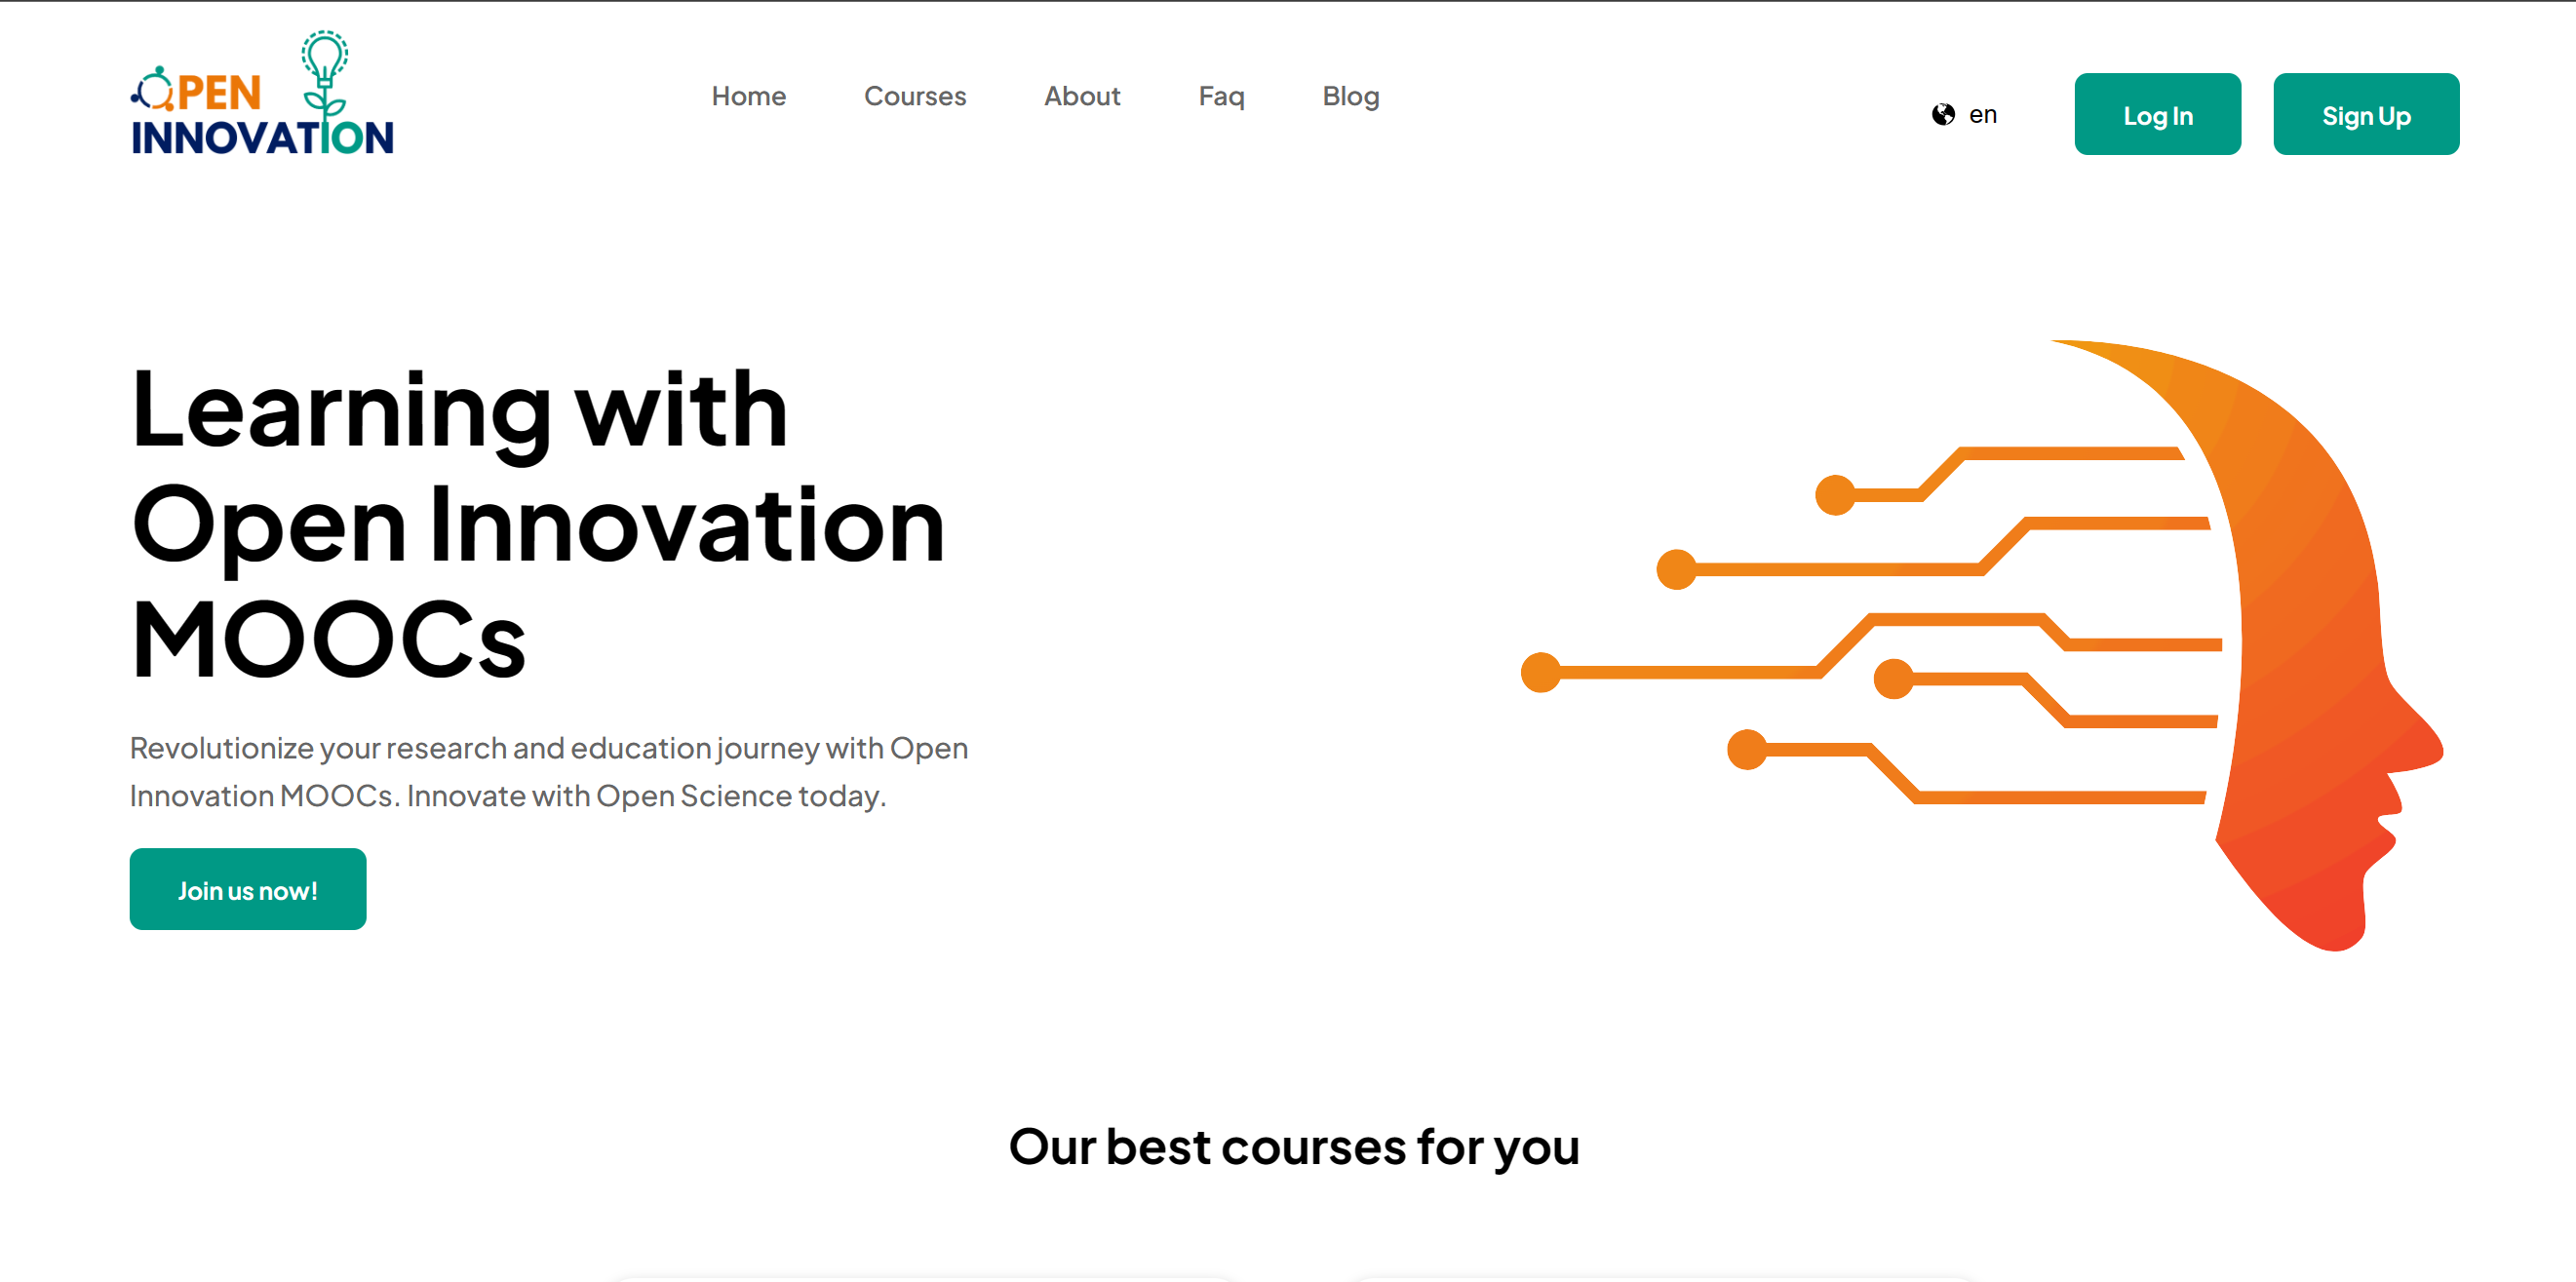 OPEN
INNOVATION
Home
Courses
About
Faq
Blog
en
Log In
Sign Up
Learning with
Open Innovation
MOOCs
Revolutionize your research and education journey with Open
Innovation MOOCs. Innovate with Open Science today.
Join us now!
Our best courses for you